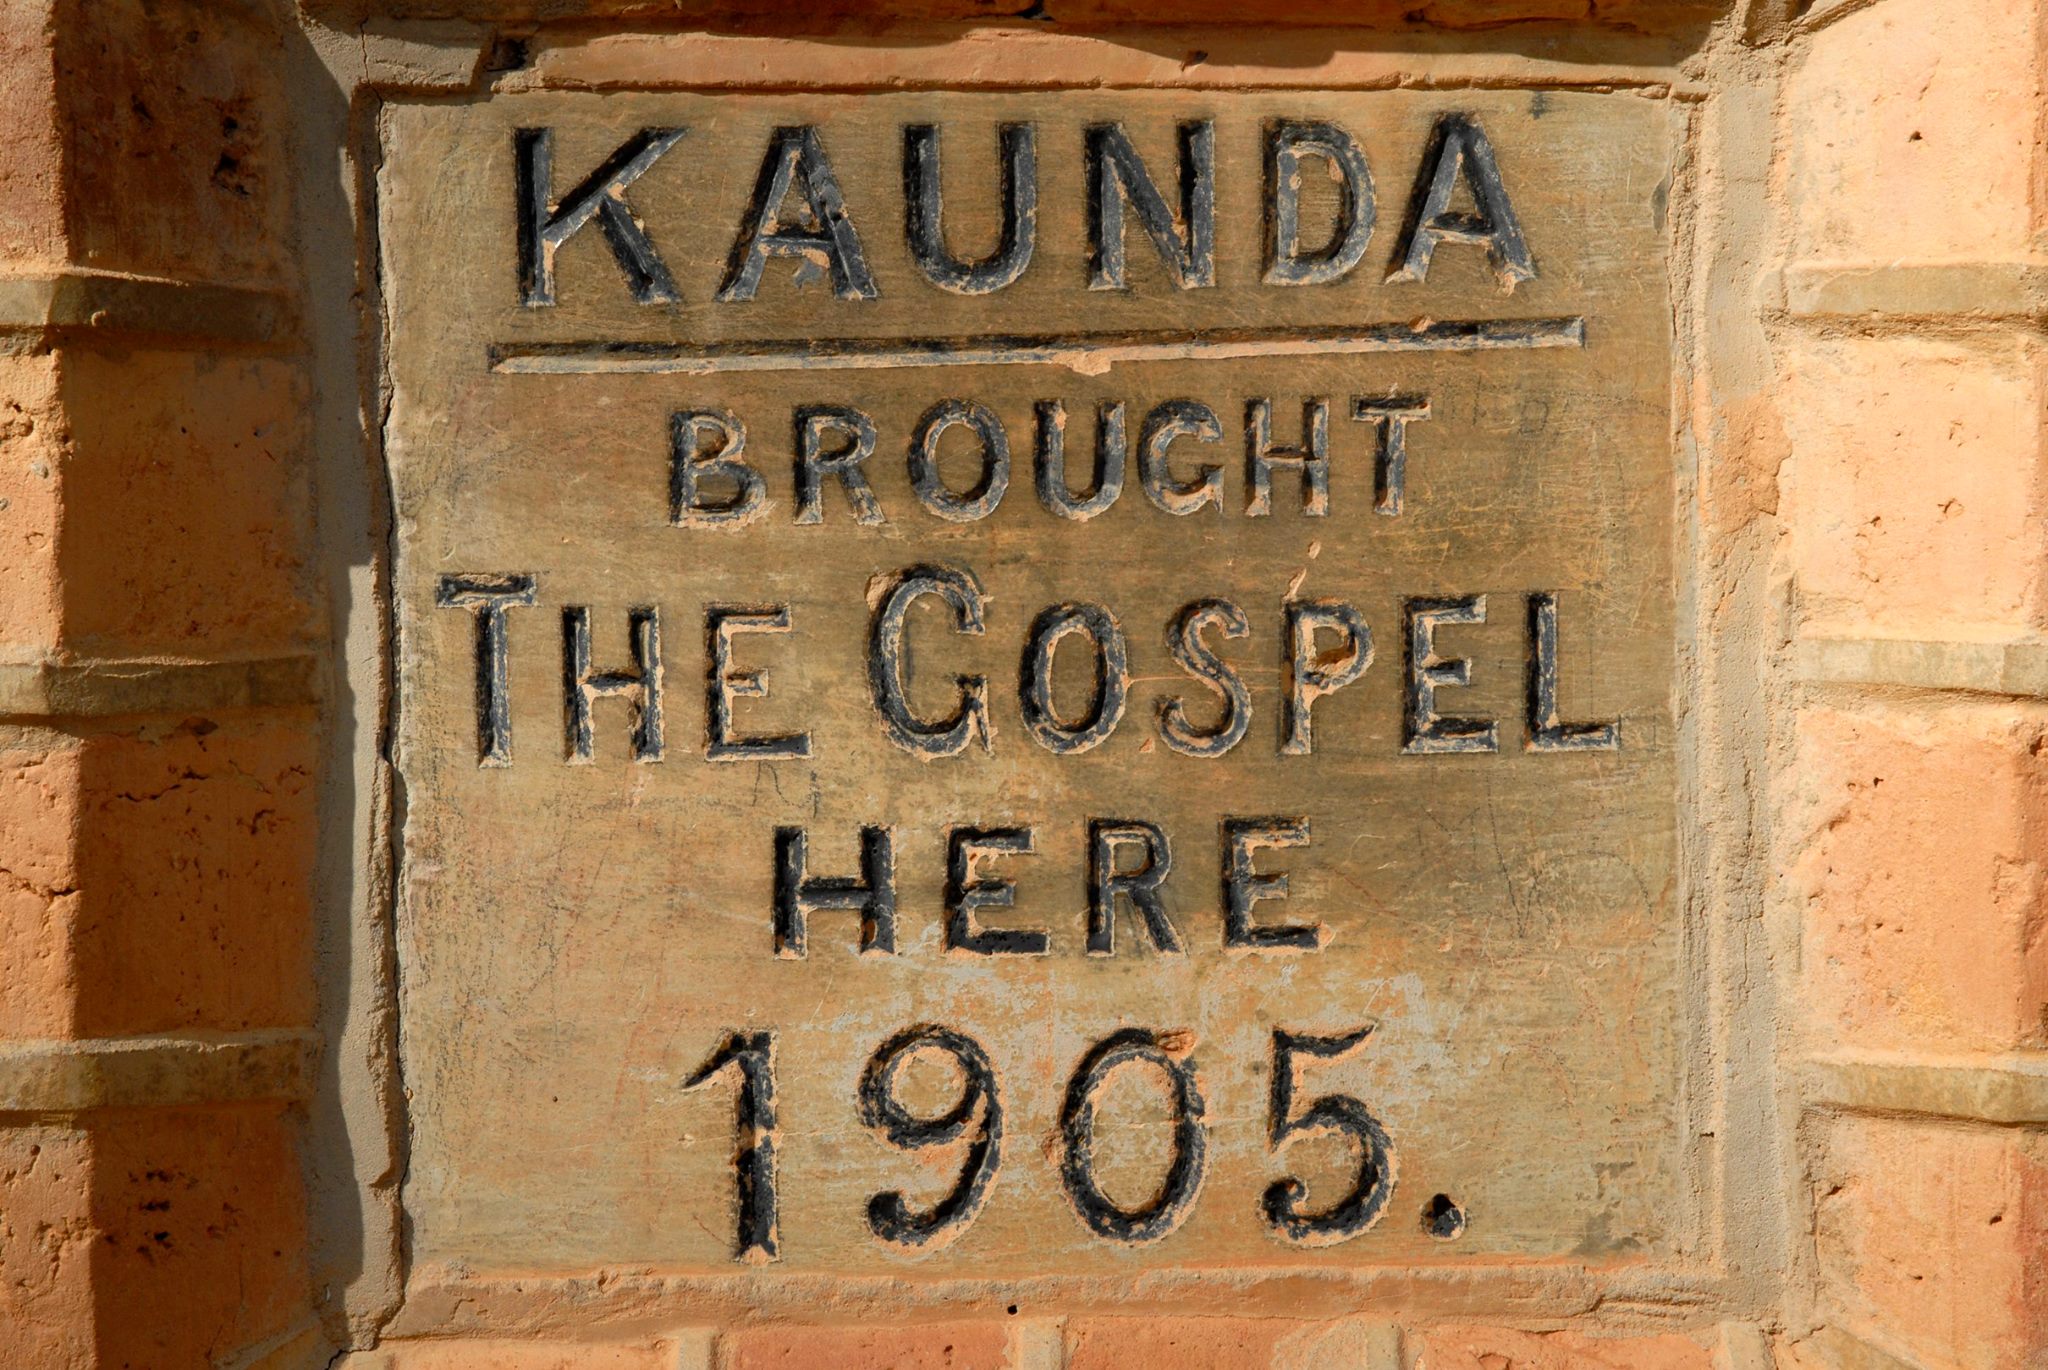 KAUNDA
BROUGHT
THE GOSPEL
HERE
1905.